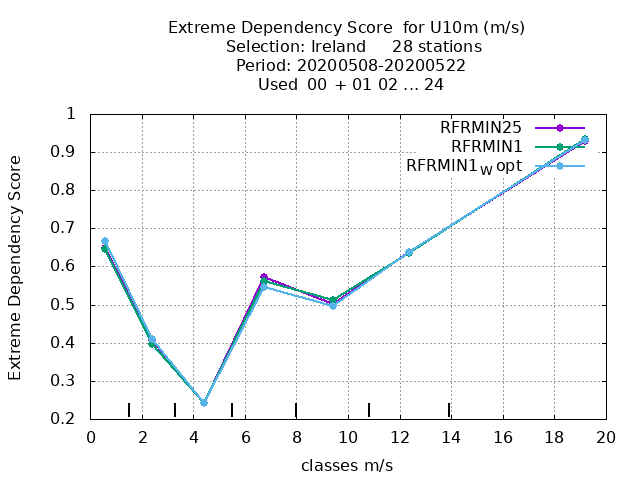 Extreme Dependency Score  for U10m (m/s)
Selection: Ireland     28 stations
Period: 20200508-20200522
Used  00  + 01 02 ... 24
RFRMIN25
RFRMIN1
RFRMIN1W opt
Extreme Dependency Score
1
0.9
0.8
0.7
0.6
0.5
0.4
0.3
0.2
0 2 4 6 8 10 12 14 16 18 20
classes m/s